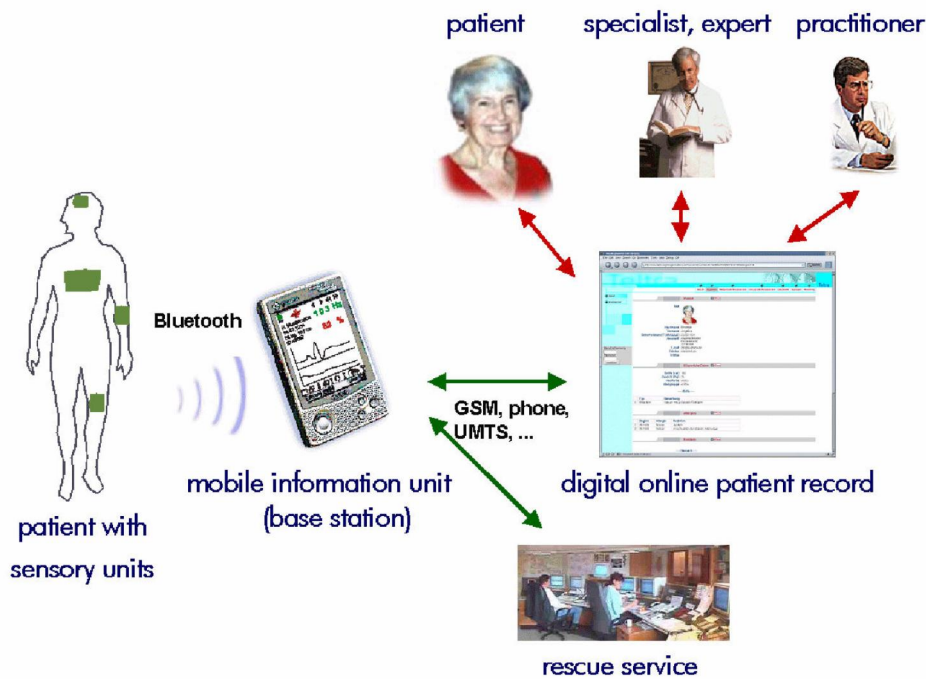 patient
specialist, expert
practitioner
Bluetooth
GSM, phone,
UMTS, ...
mobile information unit
(base station)
digital online patient record
patient with
sensory units
rescue service